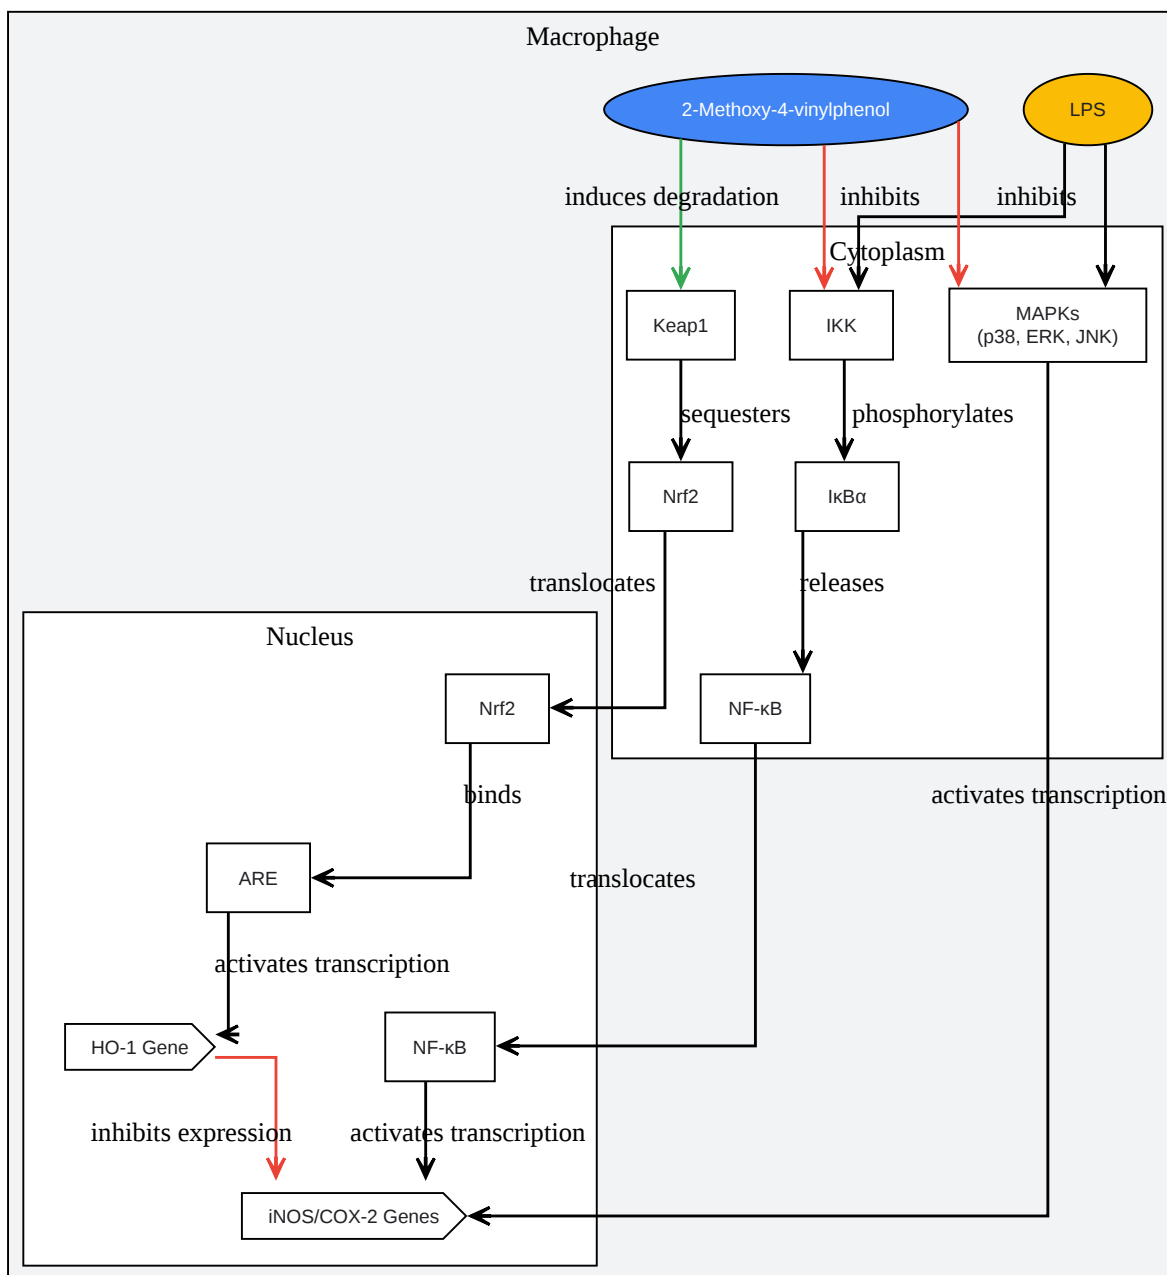 Macrophage
2-Methoxy-4-vinylphenol
LPS
induces degradation
inhibits
inhibits
Cytoplasm
Keap1
IKK
MAPKs
(p38, ERK, JNK)
sequesters
phosphorylates
Nrf2
IκBα
translocates
releases
Nucleus
Nrf2
NF-κB
binds
activates transcription
ARE
translocates
activates transcription
HO-1 Gene
NF-κB
inhibits expression
activates transcription
iNOS/COX-2 Genes